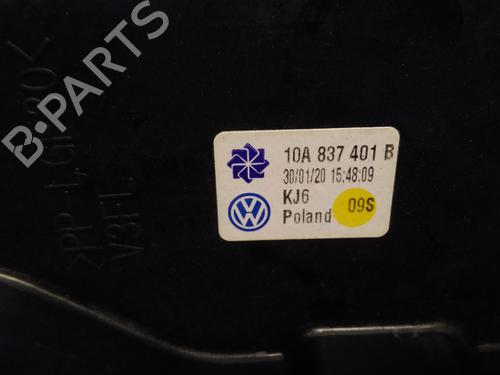 B-PARTS
10A 837 401 B
30/01/20 15:48:09
KJ6
Poland
09S